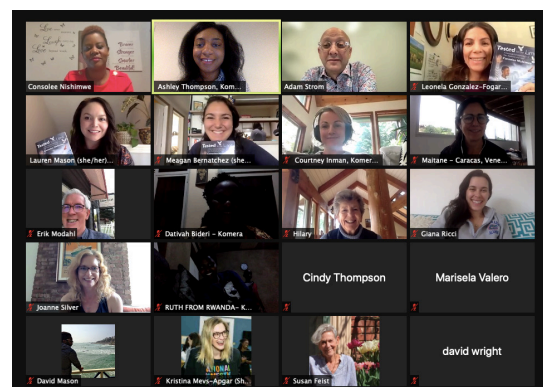 Consolee Nishimwe
Ashley Thompson, Kom...
Adam Strom
Leonela Gonzalez-Fogar...
Tested
Lauren Mason (she/her)...
Meagan Bernatchez (she...
Courtney Inman, Komer...
Maitane - Caracas, Vene...
Erik Modahl
Dativah Bideri - Komera
Hilary
Giana Ricci
Joanne Silver
RUTH FROM RWANDA- K...
Cindy Thompson
Marisela Valero
David Mason
Kristina Mevs-Apgar (Sh...
Susan Feist
david wright